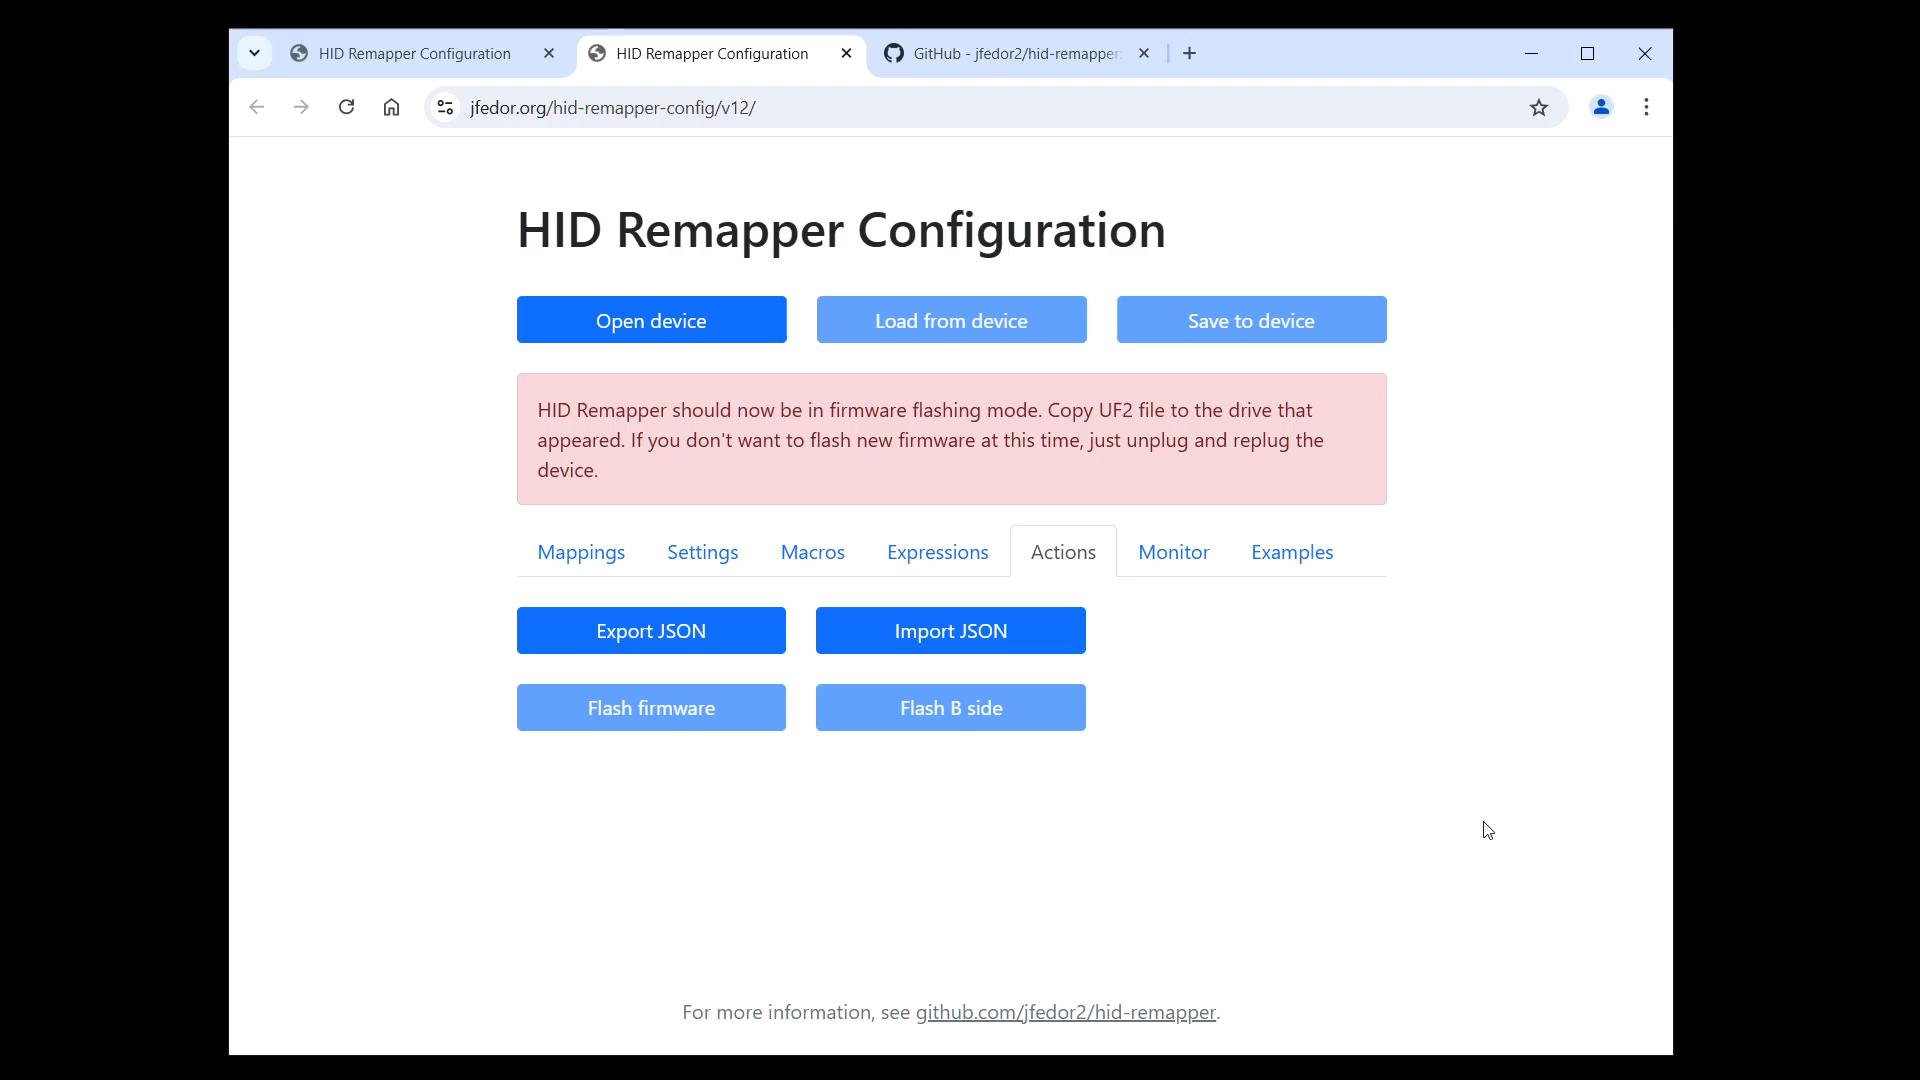 HID Remapper Configuration
HID Remapper Configuration
GitHub - jfedor2/hid-remapper:
jfedor.org/hid-remapper-config/v12/
HID Remapper Configuration
Open device
Load from device
Save to device
HID Remapper should now be in firmware flashing mode. Copy UF2 file to the drive that
appeared. If you don't want to flash new firmware at this time, just unplug and replug the
device.
Mappings
Settings
Macros
Expressions
Actions
Monitor
Examples
Export JSON
Import JSON
Flash firmware
Flash B side
For more information, see github.com/jfedor2/hid-remapper.